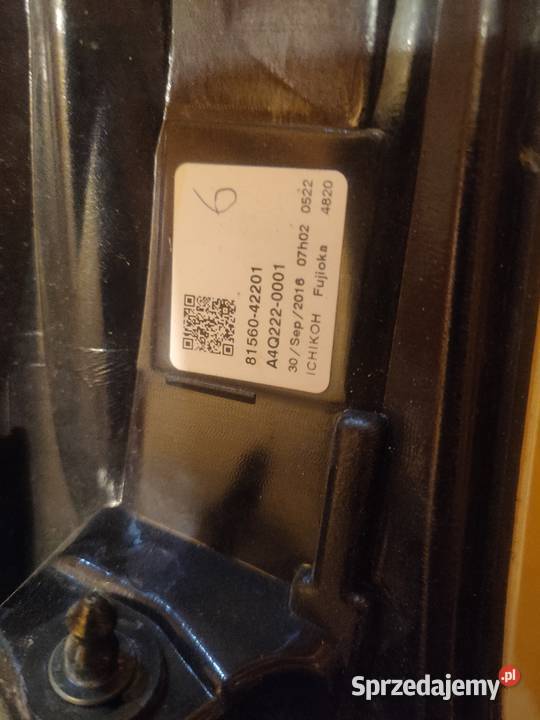 6
81560-42201
A4Q222-0001
30/Sep/2016 07h02 0522
ICHIKOH Fujioka 4820
Sprzedajemy.pl